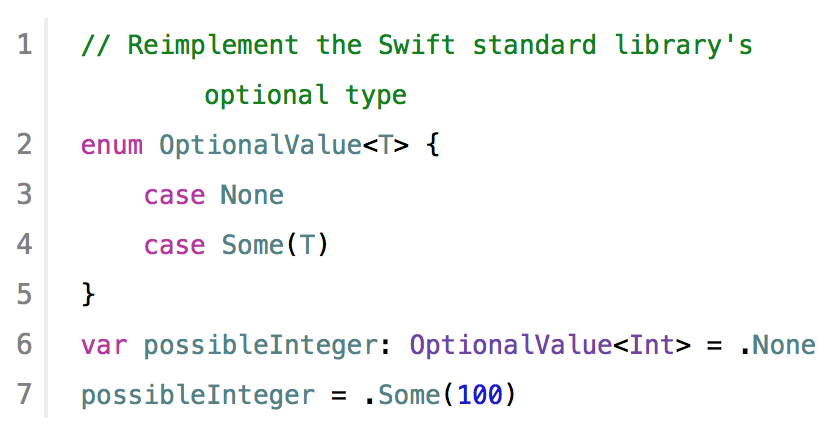 1 // Reimplement the Swift standard library's
optional type
2 enum OptionalValue<T> {
3 case None
4 case Some(T)
5 }
6 var possibleInteger: OptionalValue<Int> = .None
7 possibleInteger = .Some(100)